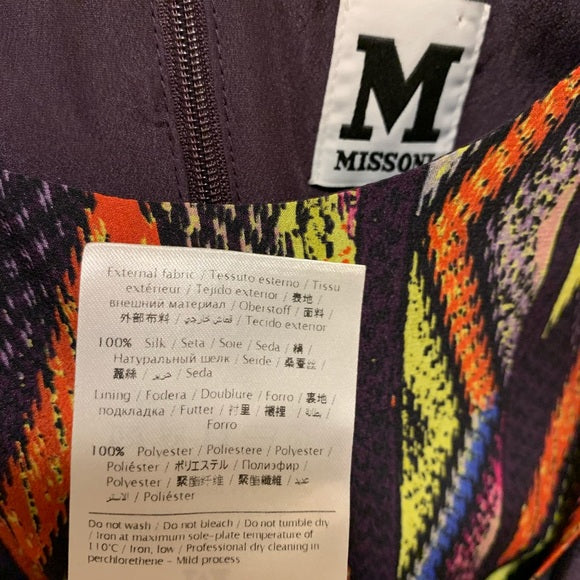 M
MISSONI
External fabric / Tessuto esterno / Tissu
extérieur / Tejido exterior / 表地 /
внешний материал / Oberstoff / 面料 /
外部布料 / قماش خارجي / Tecido exterior
100% Silk / Seta / Soie / Seda / 絹 /
Натуральный шелк / Seide / 桑蚕丝 /
蠶絲 / حرير / Seda
Lining / Fodera / Doublure / Forro / 裏地 /
подкладка / Futter / 衬里 / 襯裡 / بطانة /
Forro
100% Polyester / Poliestere / Polyester /
Poliéster / ポリエステル / Полиэфир /
Polyester / 聚酯纤维 / 聚酯纖維 / عديد
الاستر / Poliéster
Do not wash / Do not bleach / Do not tumble dry
/ Iron at maximum sole-plate temperature of
110°C / Iron, low / Professional dry cleaning in
perchlorethene - Mild process